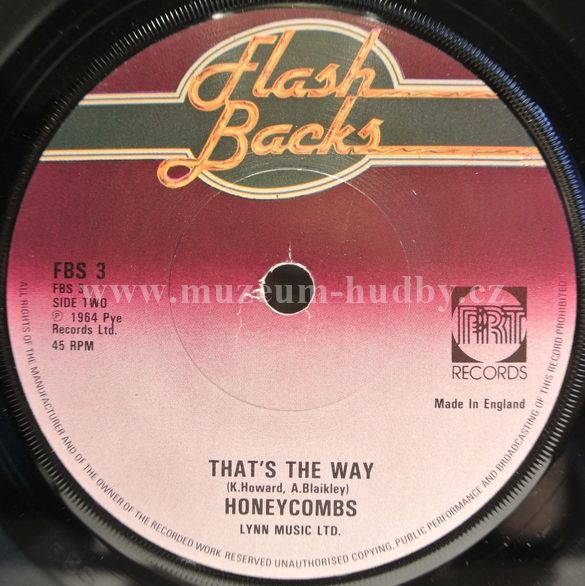 Flash
Backs
FBS 3
FBS 3
SIDE TWO
℗ 1964 Pye
Records Ltd.
45 RPM
www.muzeum-hudby.cz
PRT
RECORDS
Made In England
THAT'S THE WAY
(K.Howard, A.Blaikley)
HONEYCOMBS
LYNN MUSIC LTD.
ALL RIGHTS OF THE MANUFACTURER AND OF THE OWNER OF THE RECORDED WORK RESERVED UNAUTHORISED COPYING, PUBLIC PERFORMANCE AND BROADCASTING OF THIS RECORD PROHIBITED